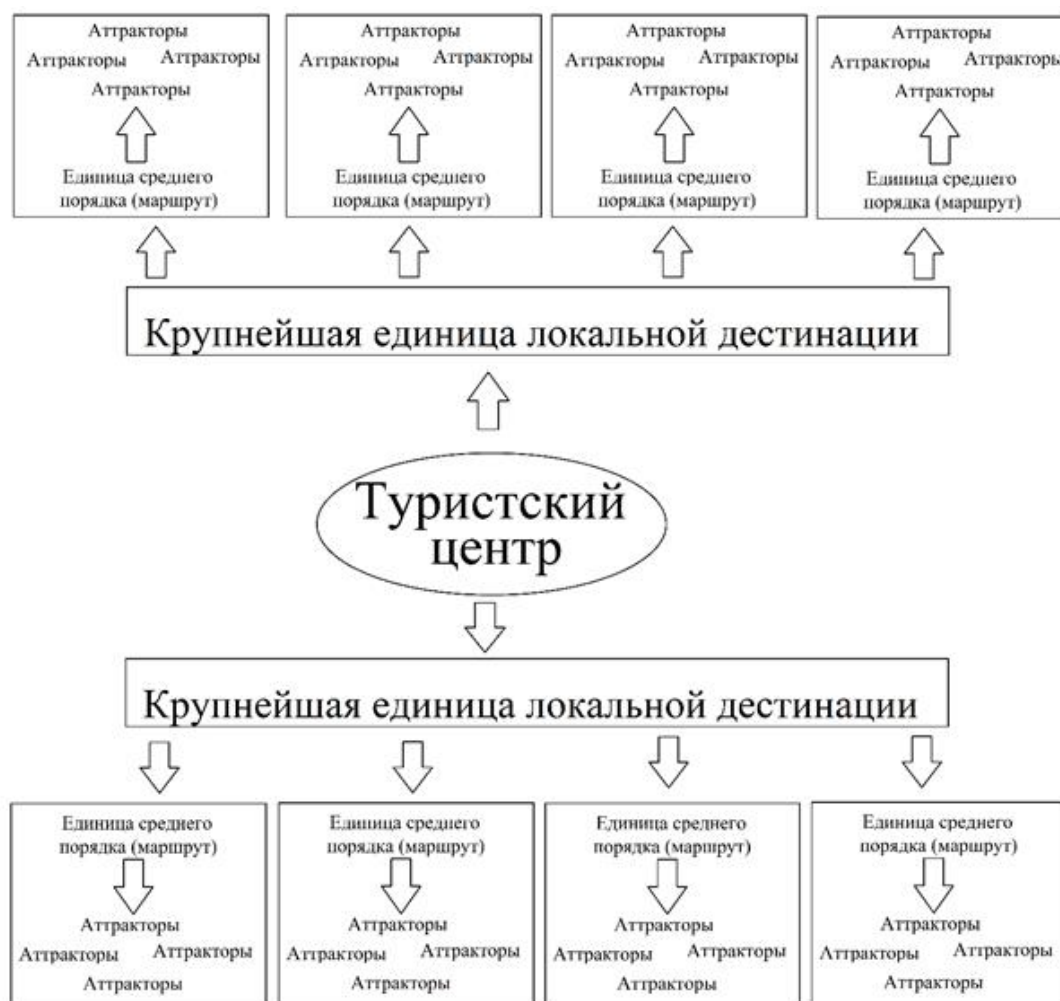 Аттракторы Аттракторы Аттракторы Аттракторы
Аттракторы Аттракторы Аттракторы Аттракторы Аттракторы Аттракторы Аттракторы Аттракторы
Аттракторы Аттракторы Аттракторы Аттракторы
Единица среднего Единица среднего Единица среднего Единица среднего
порядка (маршрут) порядка (маршрут) порядка (маршрут) порядка (маршрут)
Крупнейшая единица локальной дестинации
Туристский
центр
Крупнейшая единица локальной дестинации
Единица среднего Единица среднего Единица среднего Единица среднего
порядка (маршрут) порядка (маршрут) порядка (маршрут) порядка (маршрут)
Аттракторы Аттракторы Аттракторы Аттракторы
Аттракторы Аттракторы Аттракторы Аттракторы Аттракторы Аттракторы Аттракторы Аттракторы
Аттракторы Аттракторы Аттракторы Аттракторы